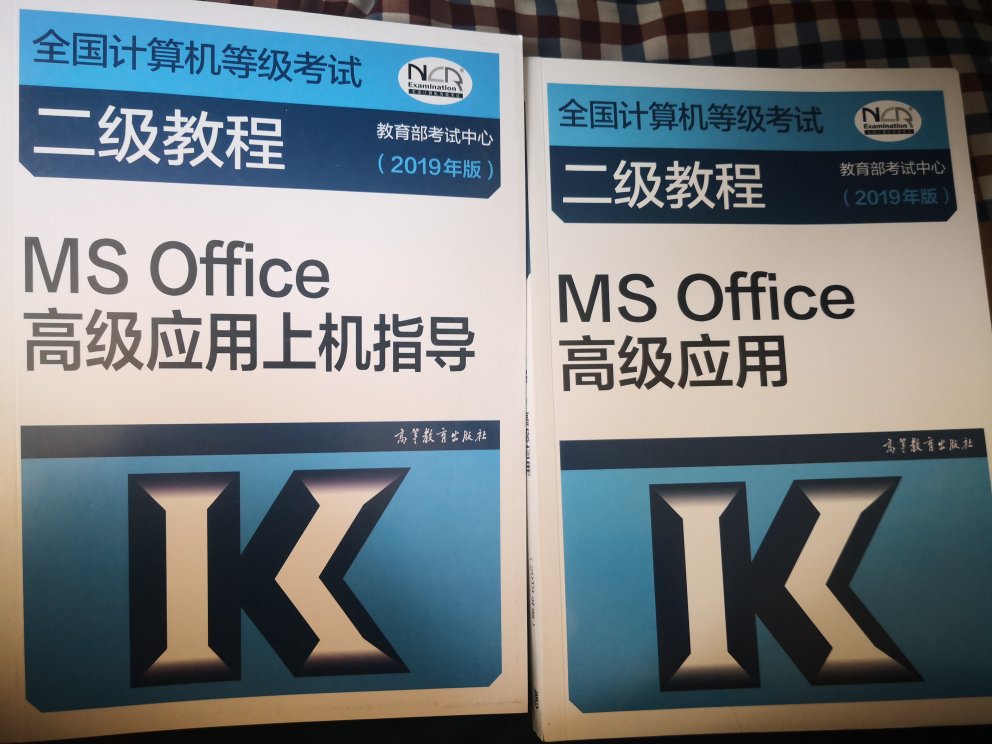 全国计算机等级考试
NCR
Examination
二级教程
教育部考试中心
（2019年版）
MS Office
高级应用上机指导
高等教育出版社
K
全国计算机等级考试
NCR
Examination
二级教程
教育部考试中心
（2019年版）
MS Office
高级应用
高等教育出版社
K